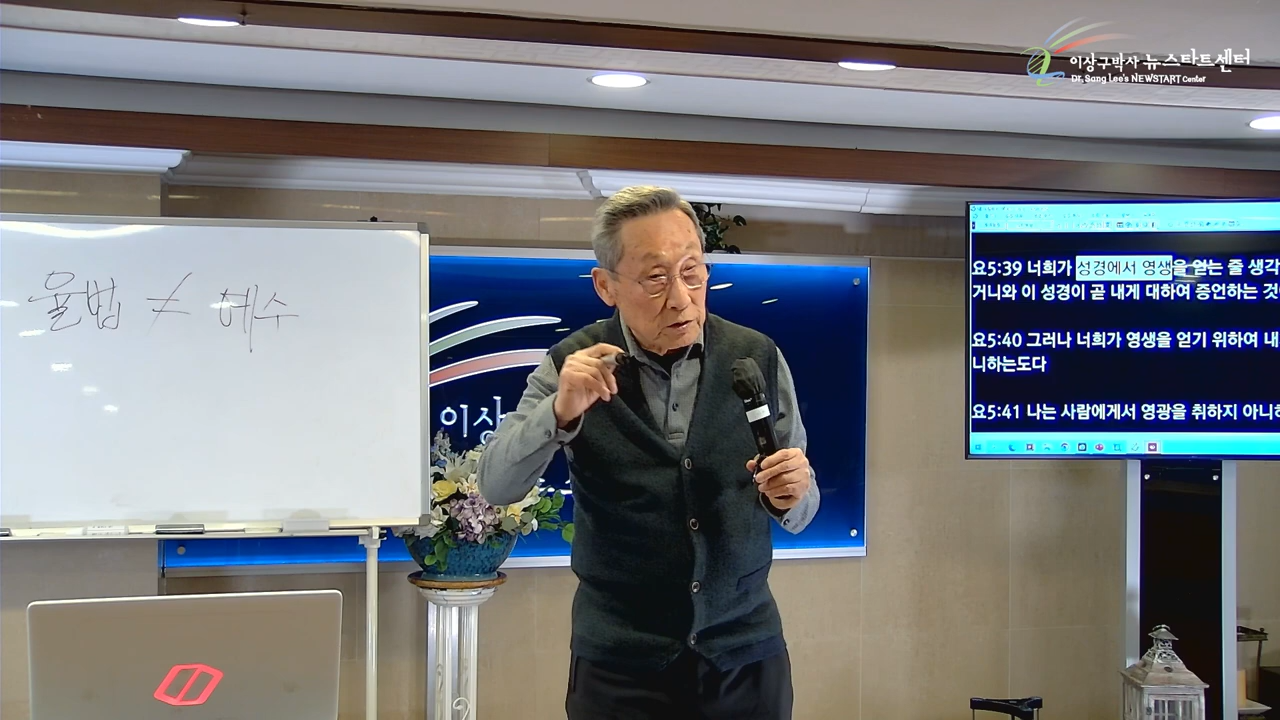 이상구박사 뉴스타트센터
Dr. Sang Lee's NEWSTART Center
율법 ≠ 예수
이상
요5:39 너희가 성경에서 영생을 얻는 줄 생각
거니와 이 성경이 곧 내게 대하여 증언하는 것
요5:40 그러나 너희가 영생을 얻기 위하여 내
니하는도다
요5:41 나는 사람에게서 영광을 취하지 아니하